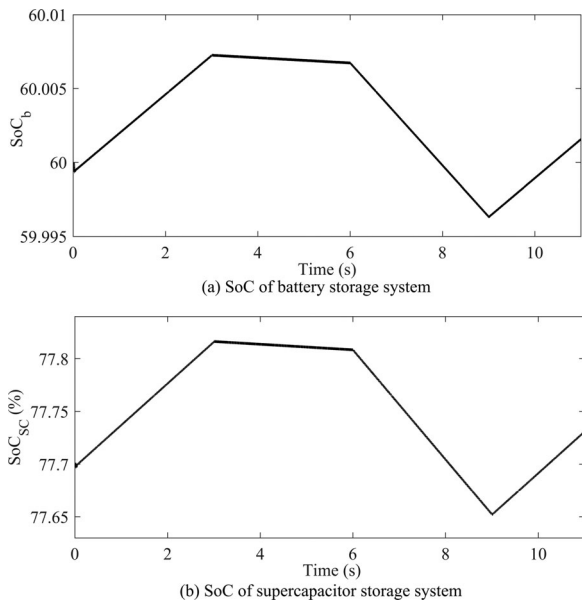 60.01
60.005
60
59.995
SoC_b
0 2 4 6 8 10
Time (s)
(a) SoC of battery storage system
77.8
77.75
77.7
77.65
SoC_SC (%)
0 2 4 6 8 10
Time (s)
(b) SoC of supercapacitor storage system